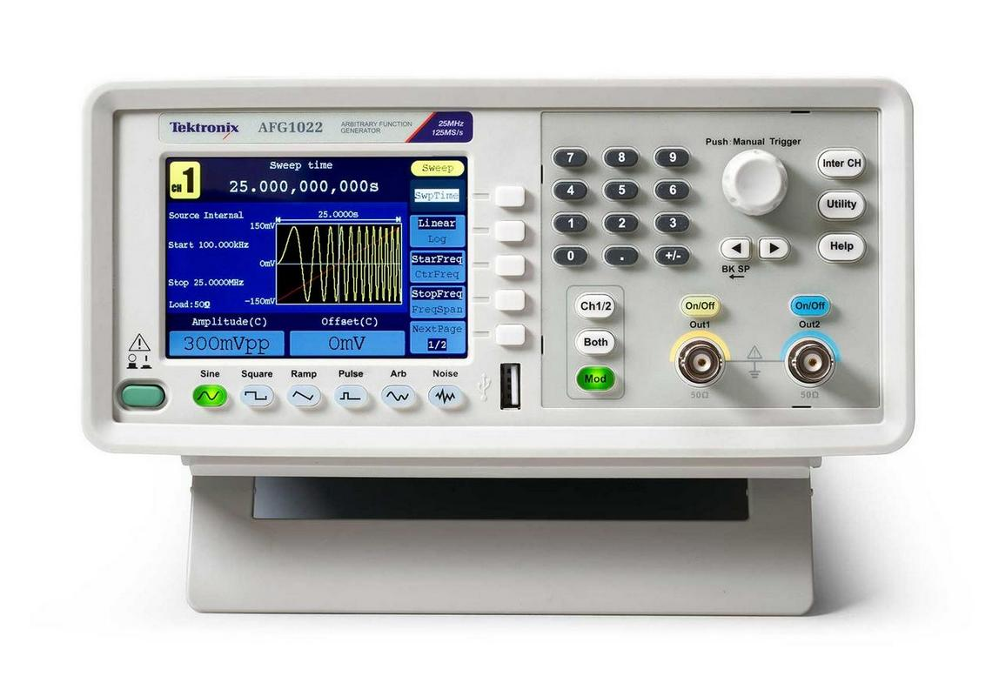 Tektronix AFG1022 ARBITRARY FUNCTION GENERATOR
25MHz
125MS/s
CH 1
Sweep time
25.000,000,000s
Sweep
SwpTime
Source Internal
25.0000s
150mV
Linear
Log
Start 100.000kHz
0mV
StarFreq
CtrFreq
Stop 25.0000MHz
StopFreq
FreqSpan
Load:50Ω
-150mV
Amplitude(C)
Offset(C)
NextPage
1/2
300mVpp
0mV
Sine
Square
Ramp
Pulse
Arb
Noise
7 8 9
4 5 6
1 2 3
0 . +/-
Push: Manual Trigger
Inter CH
Utility
Help
BK SP
Ch1/2
Both
Mod
On/Off
Out1
50Ω
On/Off
Out2
50Ω